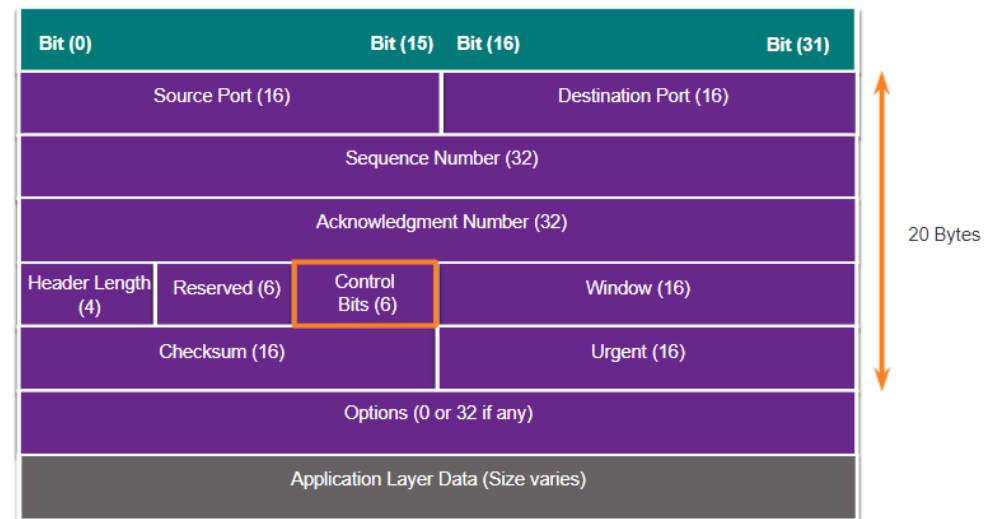 Bit (0) Bit (15) Bit (16) Bit (31)
Source Port (16) Destination Port (16)
Sequence Number (32)
Acknowledgment Number (32)
20 Bytes
Header Length
(4)
Reserved (6)
Control
Bits (6)
Window (16)
Checksum (16) Urgent (16)
Options (0 or 32 if any)
Application Layer Data (Size varies)